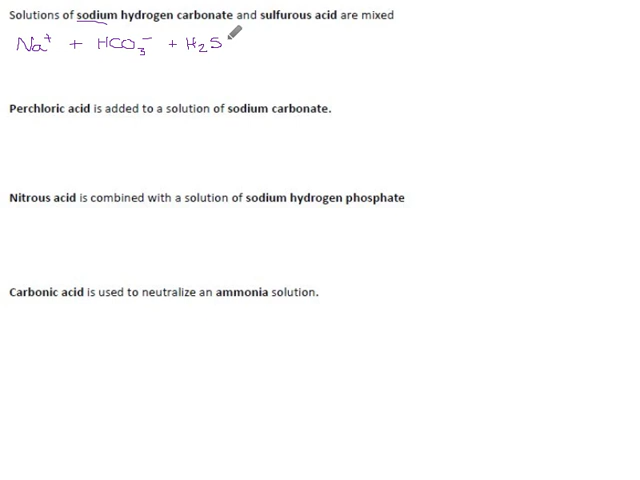 Solutions of sodium hydrogen carbonate and sulfurous acid are mixed
Na⁺ + HCO₃⁻ + H₂S
Perchloric acid is added to a solution of sodium carbonate.
Nitrous acid is combined with a solution of sodium hydrogen phosphate
Carbonic acid is used to neutralize an ammonia solution.